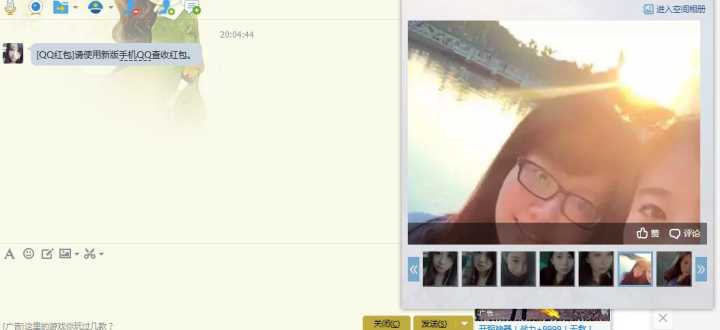 进入空间相册
20:04:44
[QQ红包]请使用新版手机QQ查收红包。
赞
评论
A
[广告]这里的游戏你玩过几款？
关闭(C)
发送(S)
广告